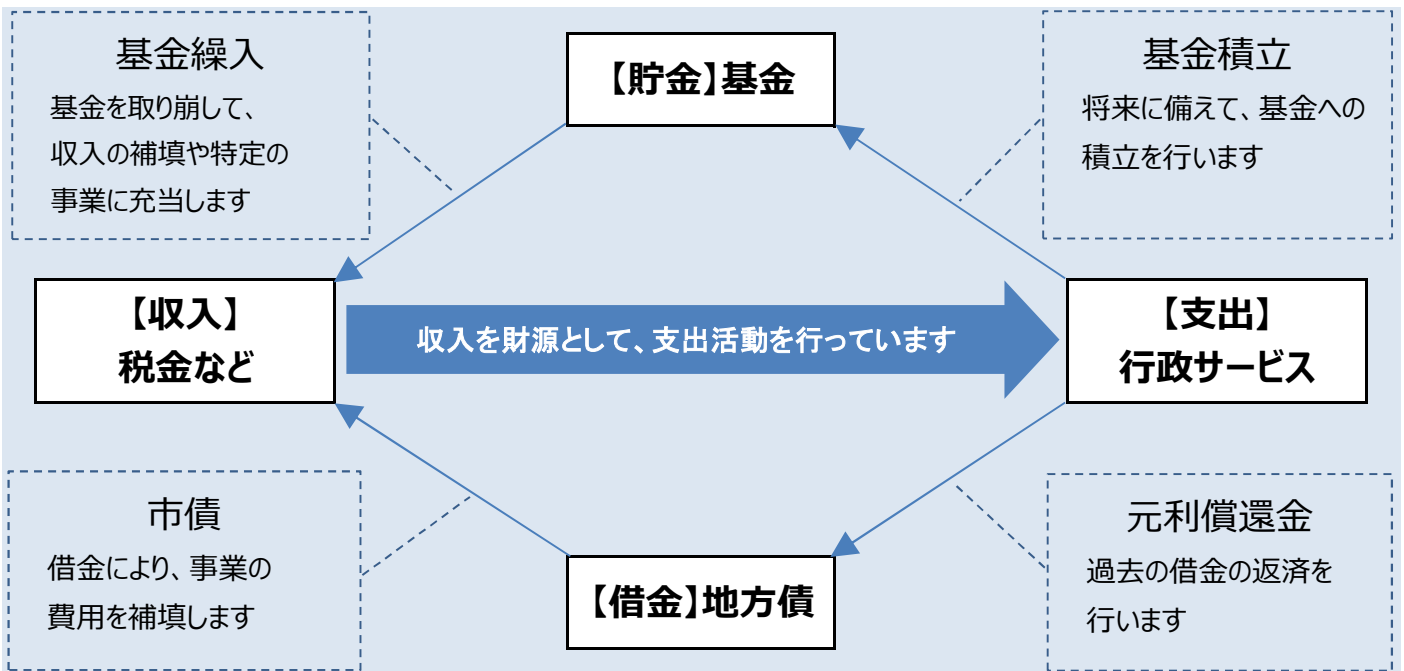 基金繰入
基金を取り崩して、
収入の補填や特定の
事業に充当します
【貯金】基金
基金積立
将来に備えて、基金への
積立を行います
【収入】
税金など
収入を財源として、支出活動を行っています
【支出】
行政サービス
市債
借金により、事業の
費用を補填します
【借金】地方債
元利償還金
過去の借金の返済を
行います